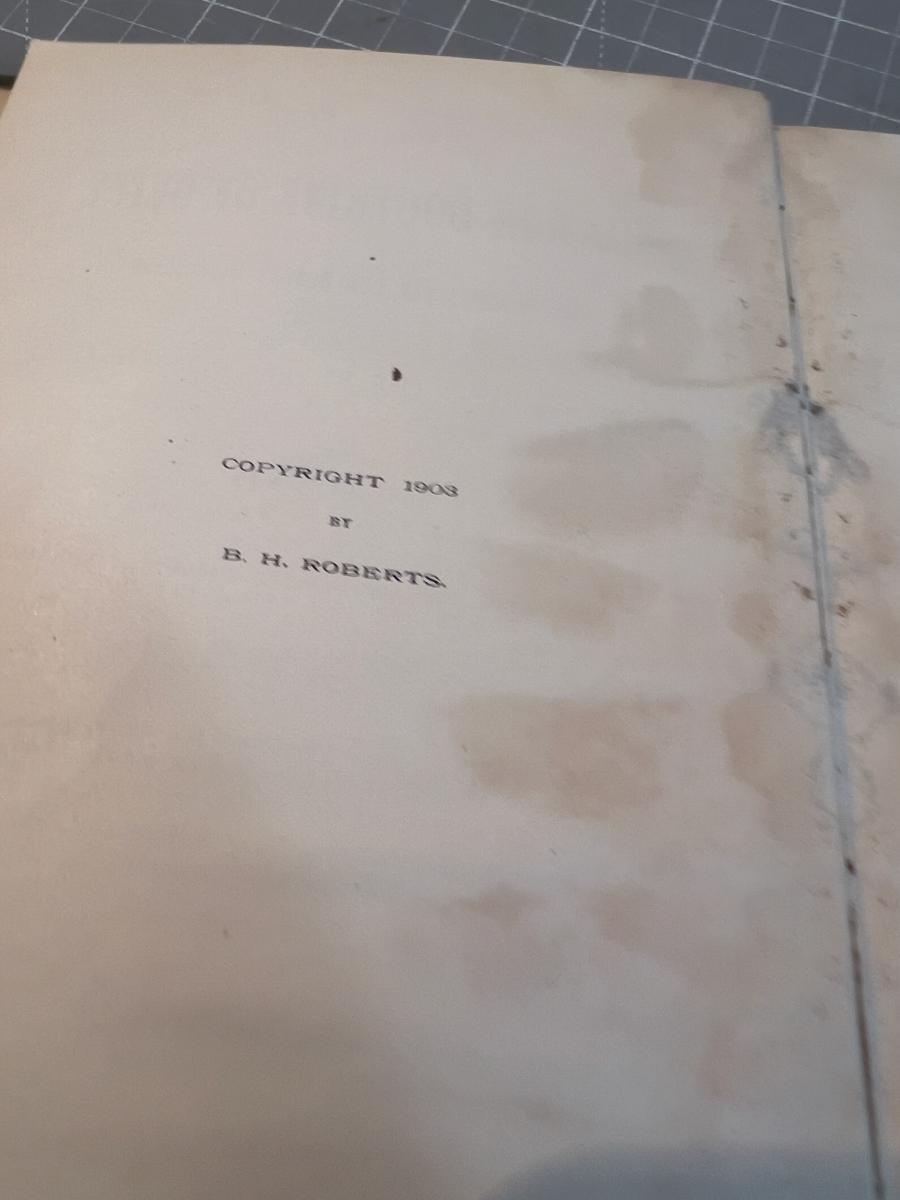 COPYRIGHT 1903
BY
B. H. ROBERTS.